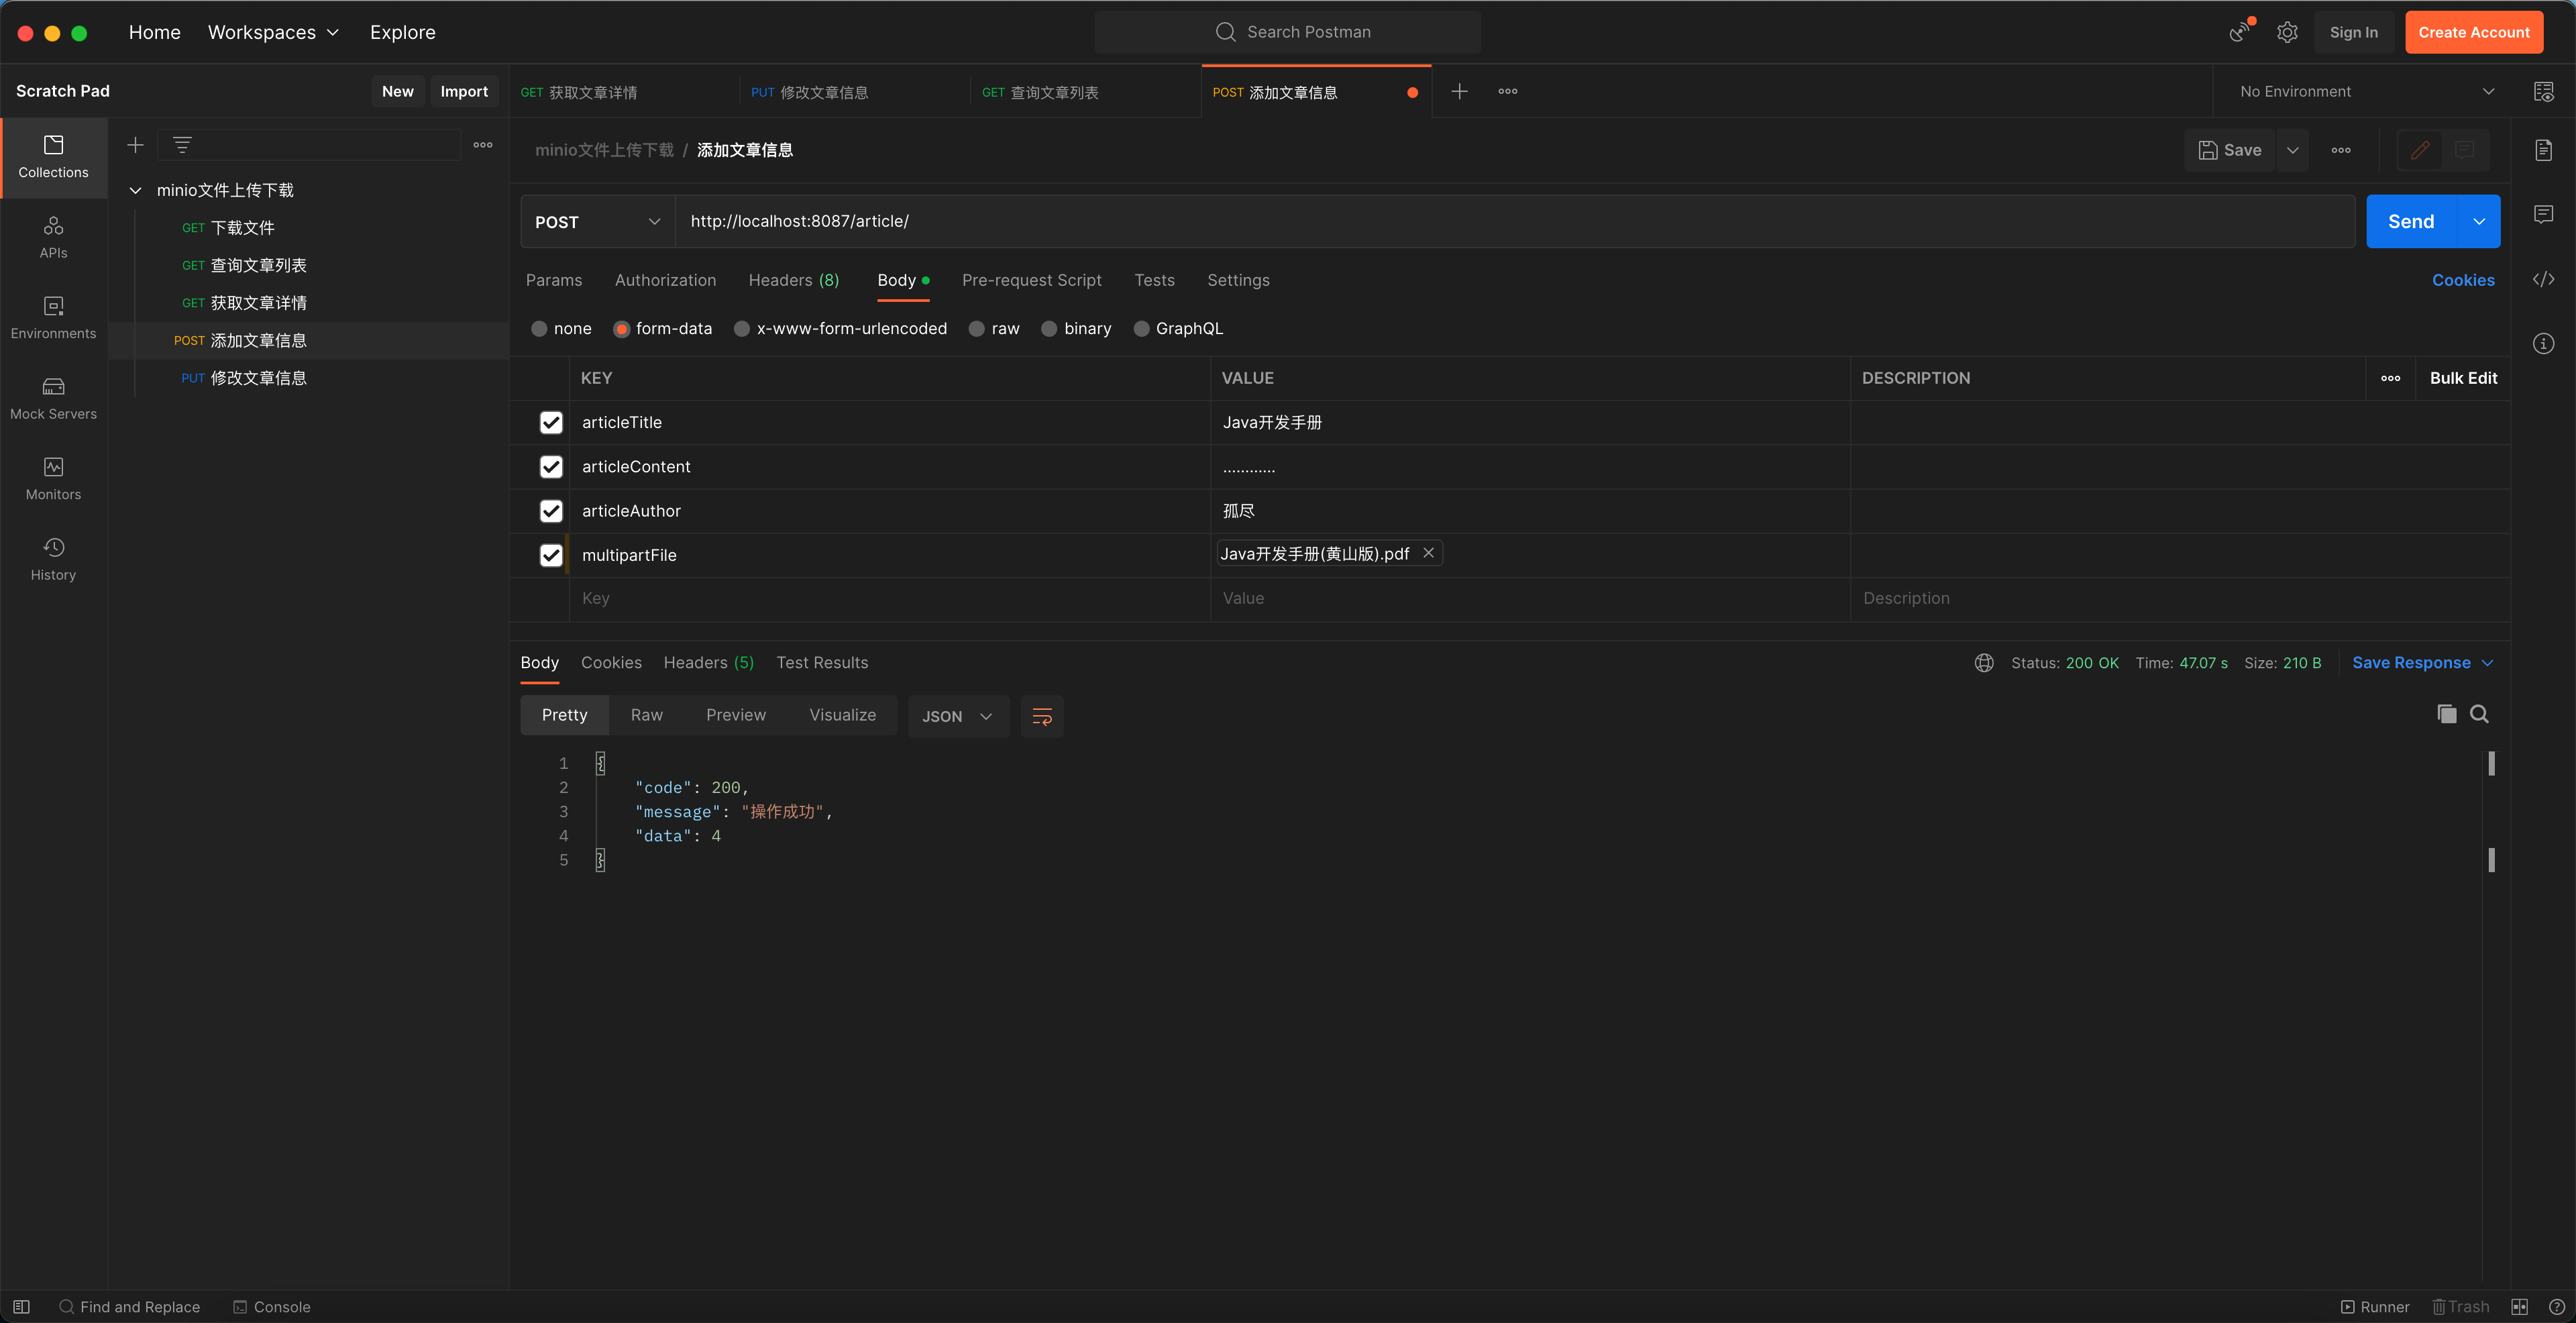 Home Workspaces Explore Search Postman Sign In Create Account
Scratch Pad New Import GET 获取文章详情 PUT 修改文章信息 GET 查询文章列表 POST 添加文章信息 No Environment
minio文件上传下载 / 添加文章信息 Save
Collections
minio文件上传下载
GET 下载文件
GET 查询文章列表
GET 获取文章详情
POST 添加文章信息
PUT 修改文章信息
APIs
Environments
Mock Servers
Monitors
History
POST http://localhost:8087/article/ Send
Params Authorization Headers (8) Body Pre-request Script Tests Settings Cookies
none form-data x-www-form-urlencoded raw binary GraphQL
KEY VALUE DESCRIPTION Bulk Edit
articleTitle Java开发手册
articleContent ............
articleAuthor 孤尽
multipartFile Java开发手册(黄山版).pdf
Key Value Description
Body Cookies Headers (5) Test Results Status: 200 OK Time: 47.07 s Size: 210 B Save Response
Pretty Raw Preview Visualize JSON
1 {
2 "code": 200,
3 "message": "操作成功",
4 "data": 4
5 }
Find and Replace Console Runner Trash